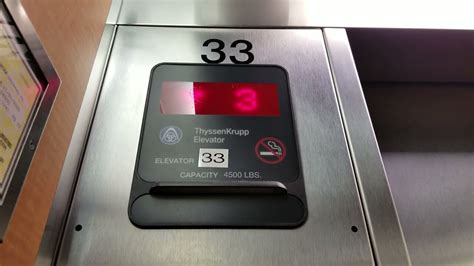 33
3
ThyssenKrupp
Elevator
ELEVATOR 33
CAPACITY 4500 LBS.